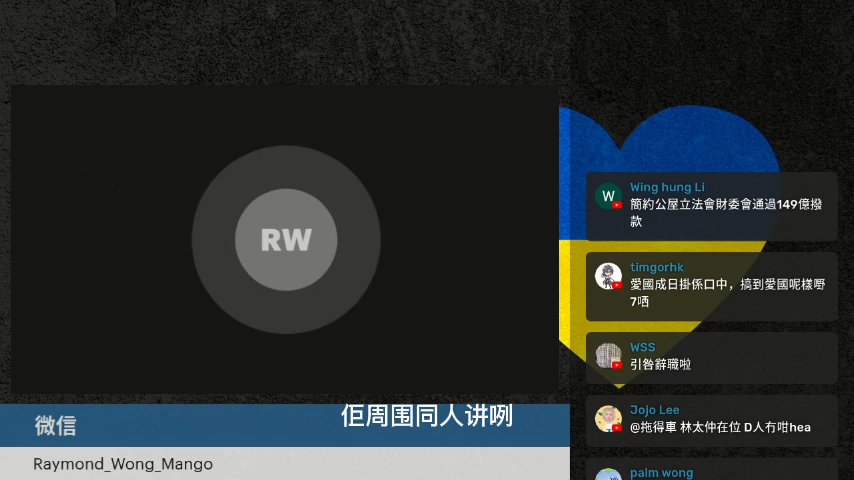 RW
佢周围同人讲咧
微信
Raymond_Wong_Mango
Wing hung Li
W
簡約公屋立法會財委會通過149億撥
款
timgorhk
愛國成日掛係口中，搞到愛國呢樣嘢
7哂
WSS
引咎辭職啦
Jojo Lee
@拖得車 林太仲在位 D人冇咁hea
palm wong